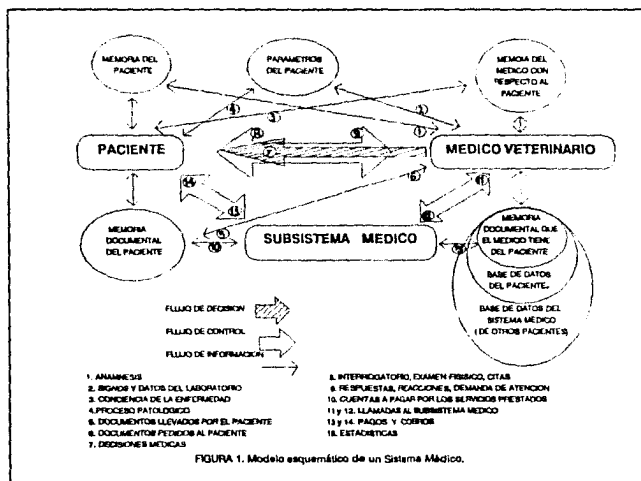 MEMORIA DEL
PACIENTE
PARAMETROS
DEL PACIENTE
MEMOIA DEL
MEDICO CON
RESPECTO AL
PACIENTE
PACIENTE
MEDICO VETERINARIO
MEMORIA
DOCUMENTAL
DEL PACIENTE
SUBSISTEMA MEDICO
MEMORIA
DOCUMENTAL QUE
EL MEDICO TIENE DEL
PACIENTE
BASE DE DATOS
DEL PACIENTE
BASE DE DATOS DEL
SISTEMA MÉDICO
(DE OTROS PACIENTES)
FLUJO DE DECISION
FLUJO DE CONTROL
FLUJO DE INFORMACION
1. ANAMNESIS
2. SIGNOS Y DATOS DEL LABORATORIO
3. CONCIENCIA DE LA ENFERMEDAD
4. PROCESO PATOLOGICO
5. DOCUMENTOS LLEVADOS POR EL PACIENTE
6. DOCUMENTOS PEDIDOS AL PACIENTE
7. DECISIONES MEDICAS
8. INTERROGATORIO, EXAMEN FISISICO, CITAS
9. RESPUESTAS, REACCIONES, DEMANDA DE ATENCION
10. CUENTAS A PAGAR POR LOS SERVICIOS PRESTADOS
11 y 12. LLAMADAS AL SUBSISTEMA MEDICO
13 y 14. PAGOS Y COBROS
15. ESTADISTICAS
FIGURA 1. Modelo esquemático de un Sistema Médico.